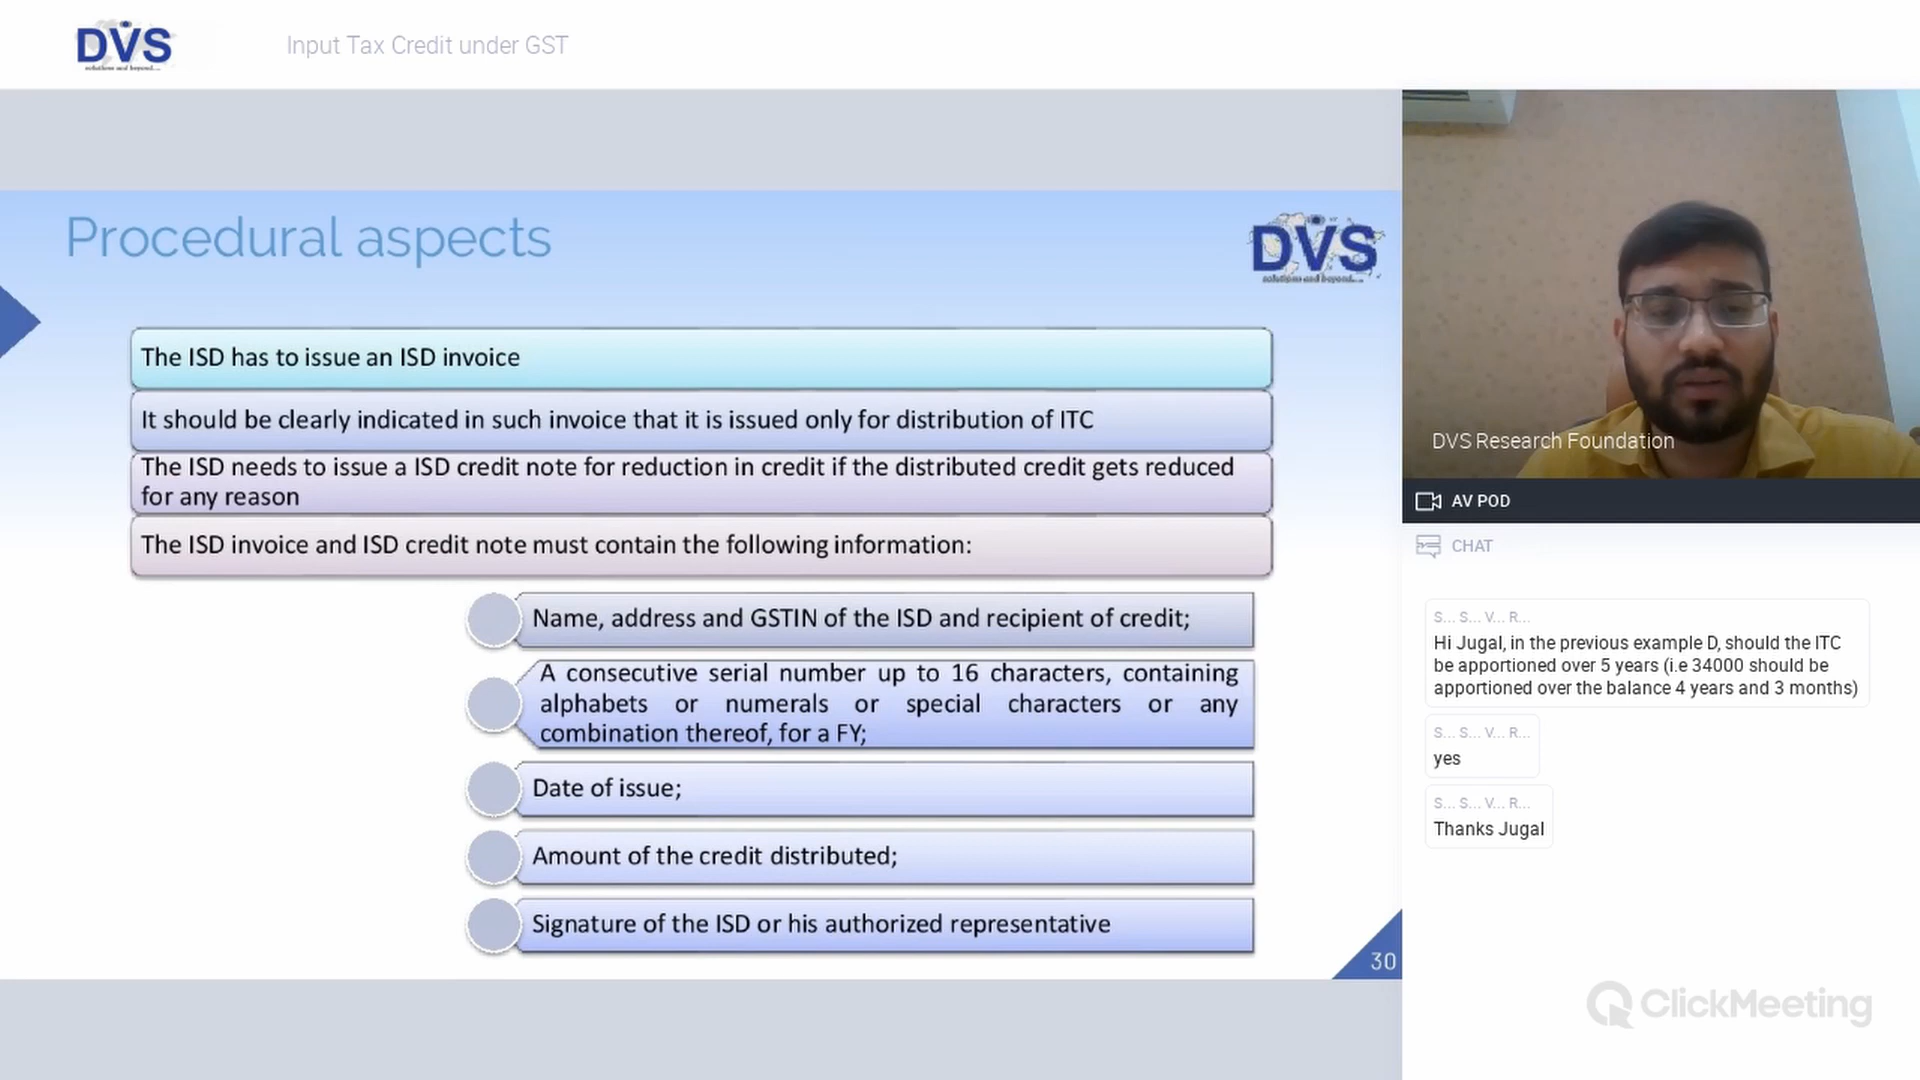 DVS
solutions and beyond...
Input Tax Credit under GST
Procedural aspects
DVS
solutions and beyond...
The ISD has to issue an ISD invoice
It should be clearly indicated in such invoice that it is issued only for distribution of ITC
The ISD needs to issue a ISD credit note for reduction in credit if the distributed credit gets reduced
for any reason
The ISD invoice and ISD credit note must contain the following information:
Name, address and GSTIN of the ISD and recipient of credit;
A consecutive serial number up to 16 characters, containing
alphabets or numerals or special characters or any
combination thereof, for a FY;
Date of issue;
Amount of the credit distributed;
Signature of the ISD or his authorized representative
30
DVS Research Foundation
AV POD
CHAT
S... S... V... R...
Hi Jugal, in the previous example D, should the ITC
be apportioned over 5 years (i.e 34000 should be
apportioned over the balance 4 years and 3 months)
S... S... V... R...
yes
S... S... V... R...
Thanks Jugal
ClickMeeting